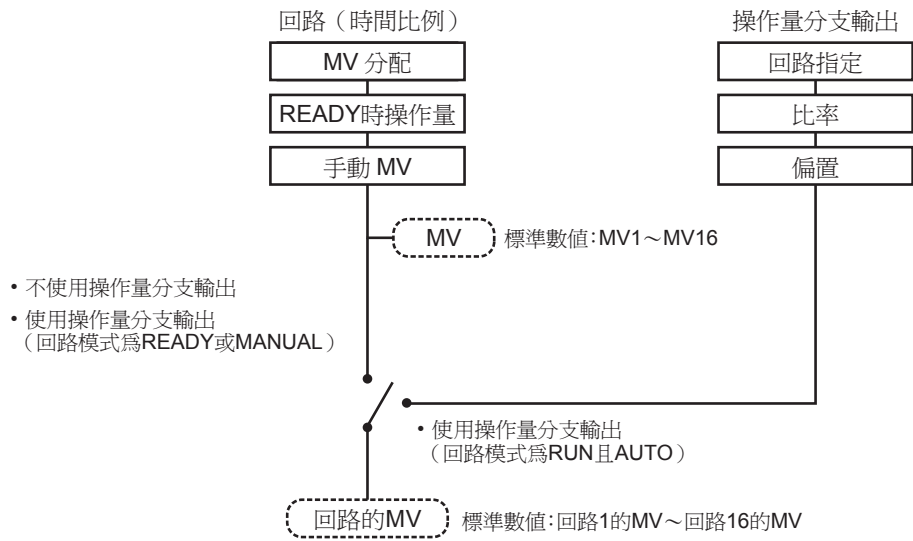 回路（時間比例）
MV 分配
READY時操作量
手動 MV
MV
標準數值：MV1～MV16
操作量分支輸出
回路指定
比率
偏置
• 不使用操作量分支輸出
• 使用操作量分支輸出
（回路模式爲READY或MANUAL）
• 使用操作量分支輸出
（回路模式爲RUN且AUTO）
回路的MV
標準數值：回路1的MV～回路16的MV